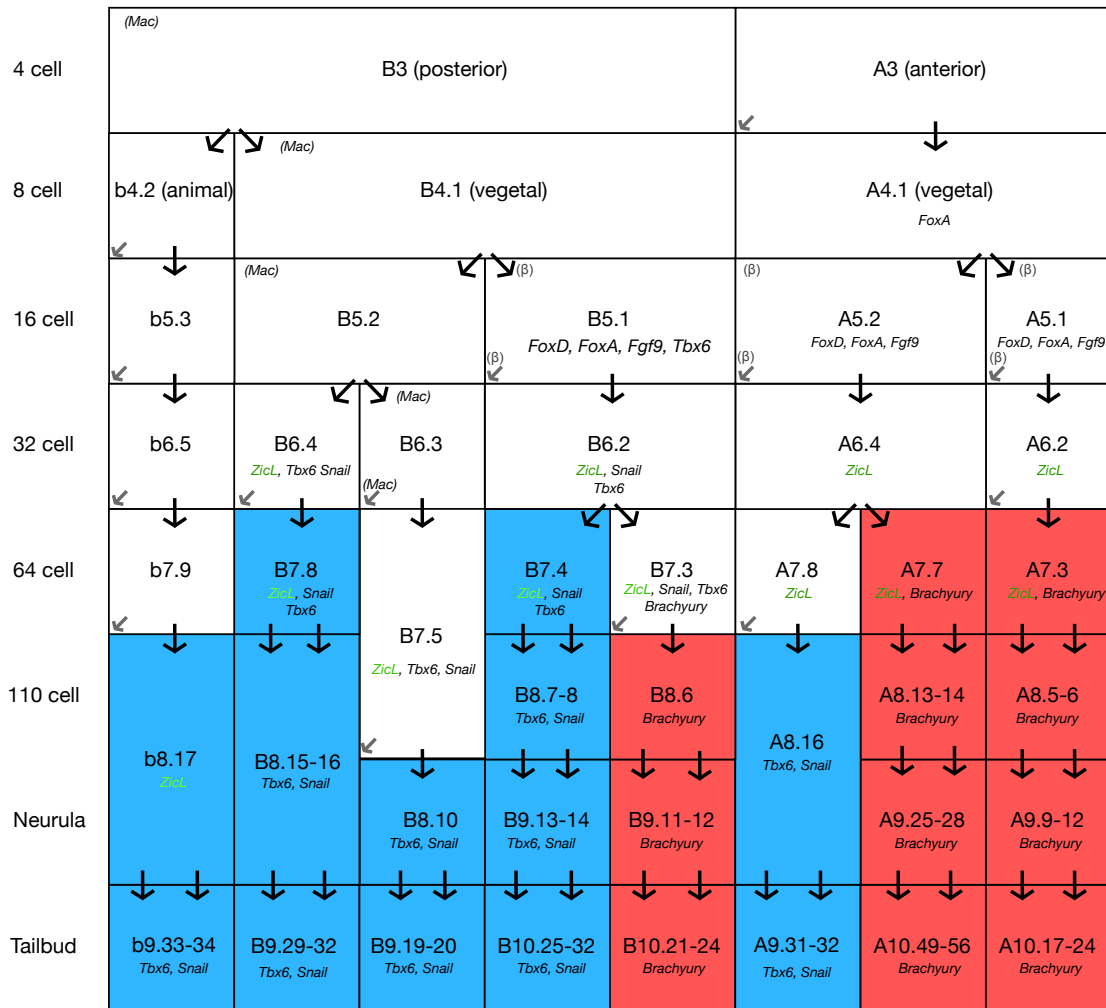 (Mac)
4 cell
B3 (posterior)
A3 (anterior)
(Mac)
8 cell
b4.2 (animal)
B4.1 (vegetal)
A4.1 (vegetal)
FoxA
(Mac)
(β)
(β)
(β)
16 cell
b5.3
B5.2
B5.1
A5.2
A5.1
FoxD, FoxA, Fgf9, Tbx6
FoxD, FoxA, Fgf9
FoxD, FoxA, Fgf9
(β)
(β)
(β)
(Mac)
32 cell
b6.5
B6.4
B6.3
B6.2
A6.4
A6.2
ZicL, Tbx6 Snail
ZicL, Snail
Tbx6
ZicL
ZicL
(Mac)
64 cell
b7.9
B7.8
B7.4
B7.3
A7.8
A7.7
A7.3
ZicL, Snail
Tbx6
ZicL, Snail
Tbx6
ZicL, Snail, Tbx6
Brachyury
ZicL
ZicL, Brachyury
ZicL, Brachyury
B7.5
ZicL, Tbx6, Snail
110 cell
B8.7-8
Tbx6, Snail
B8.6
Brachyury
A8.13-14
Brachyury
A8.5-6
Brachyury
b8.17
ZicL
B8.15-16
Tbx6, Snail
A8.16
Tbx6, Snail
Neurula
B8.10
Tbx6, Snail
B9.13-14
Tbx6, Snail
B9.11-12
Brachyury
A9.25-28
Brachyury
A9.9-12
Brachyury
Tailbud
b9.33-34
Tbx6, Snail
B9.29-32
Tbx6, Snail
B9.19-20
Tbx6, Snail
B10.25-32
Tbx6, Snail
B10.21-24
Brachyury
A9.31-32
Tbx6, Snail
A10.49-56
Brachyury
A10.17-24
Brachyury